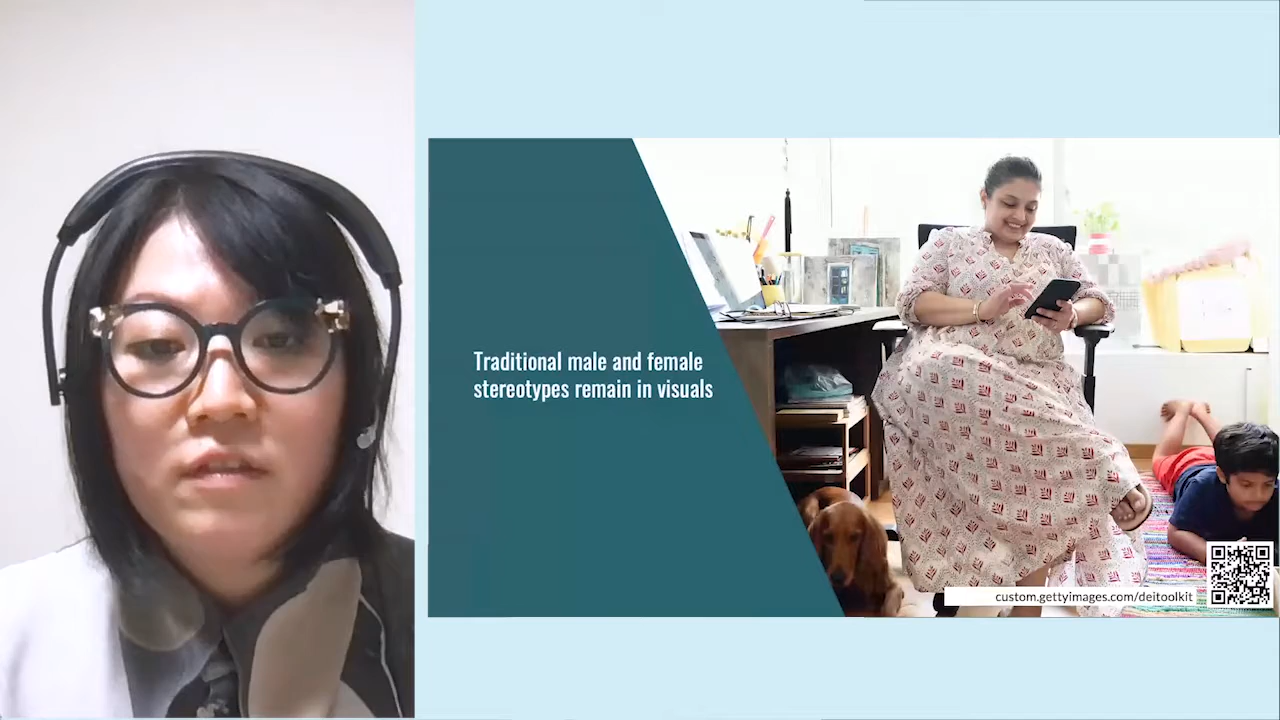 Traditional male and female
stereotypes remain in visuals
custom.gettyimages.com/deitoolkit